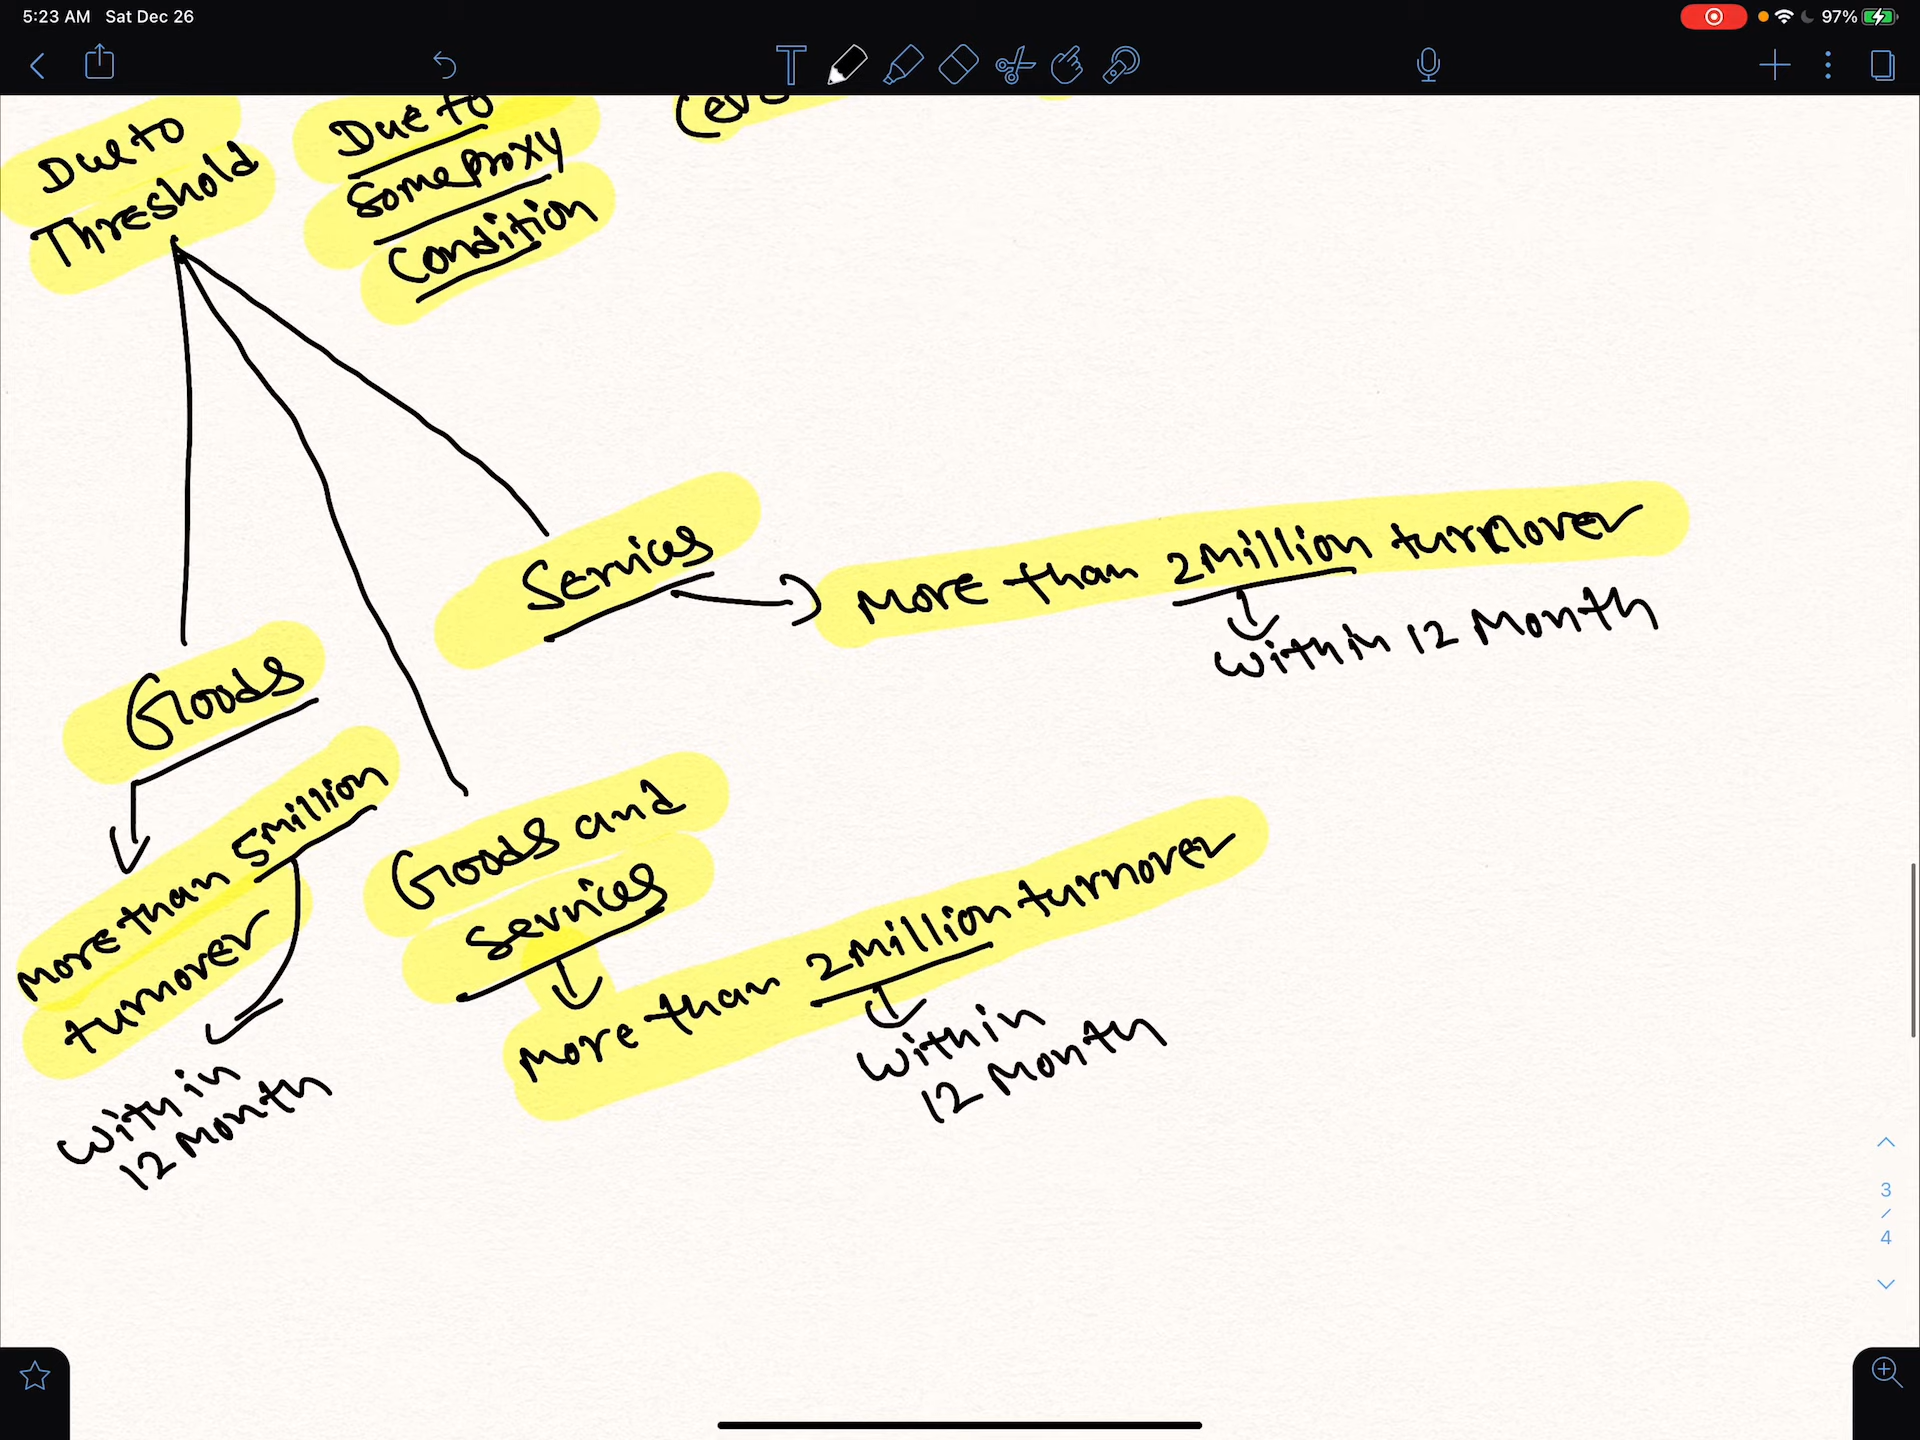 5:23 AM Sat Dec 26
97%
Due to
Threshold
Due to
Some Proxy
Condition
Services
More than 2 Million turnover
Within 12 Month
Goods
More than 5 million
turnover
With in
12 Month
Goods and
Services
More than 2 Million turnover
Within
12 Month
3
/
4